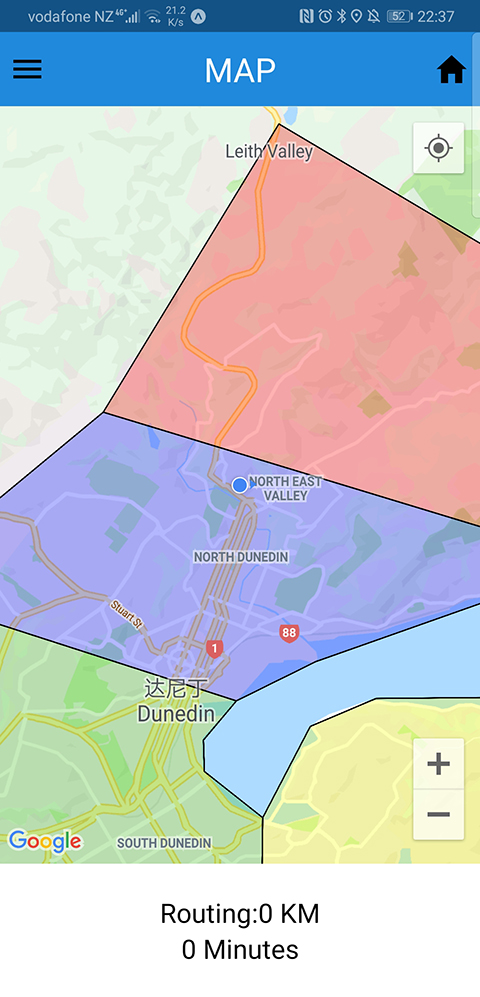 vodafone NZ 4G+ 21.2 K/s 52 22:37
MAP
Leith Valley
NORTH EAST
VALLEY
NORTH DUNEDIN
Stuart St
88
1
达尼丁
Dunedin
+
−
Google
SOUTH DUNEDIN
Routing:0 KM
0 Minutes